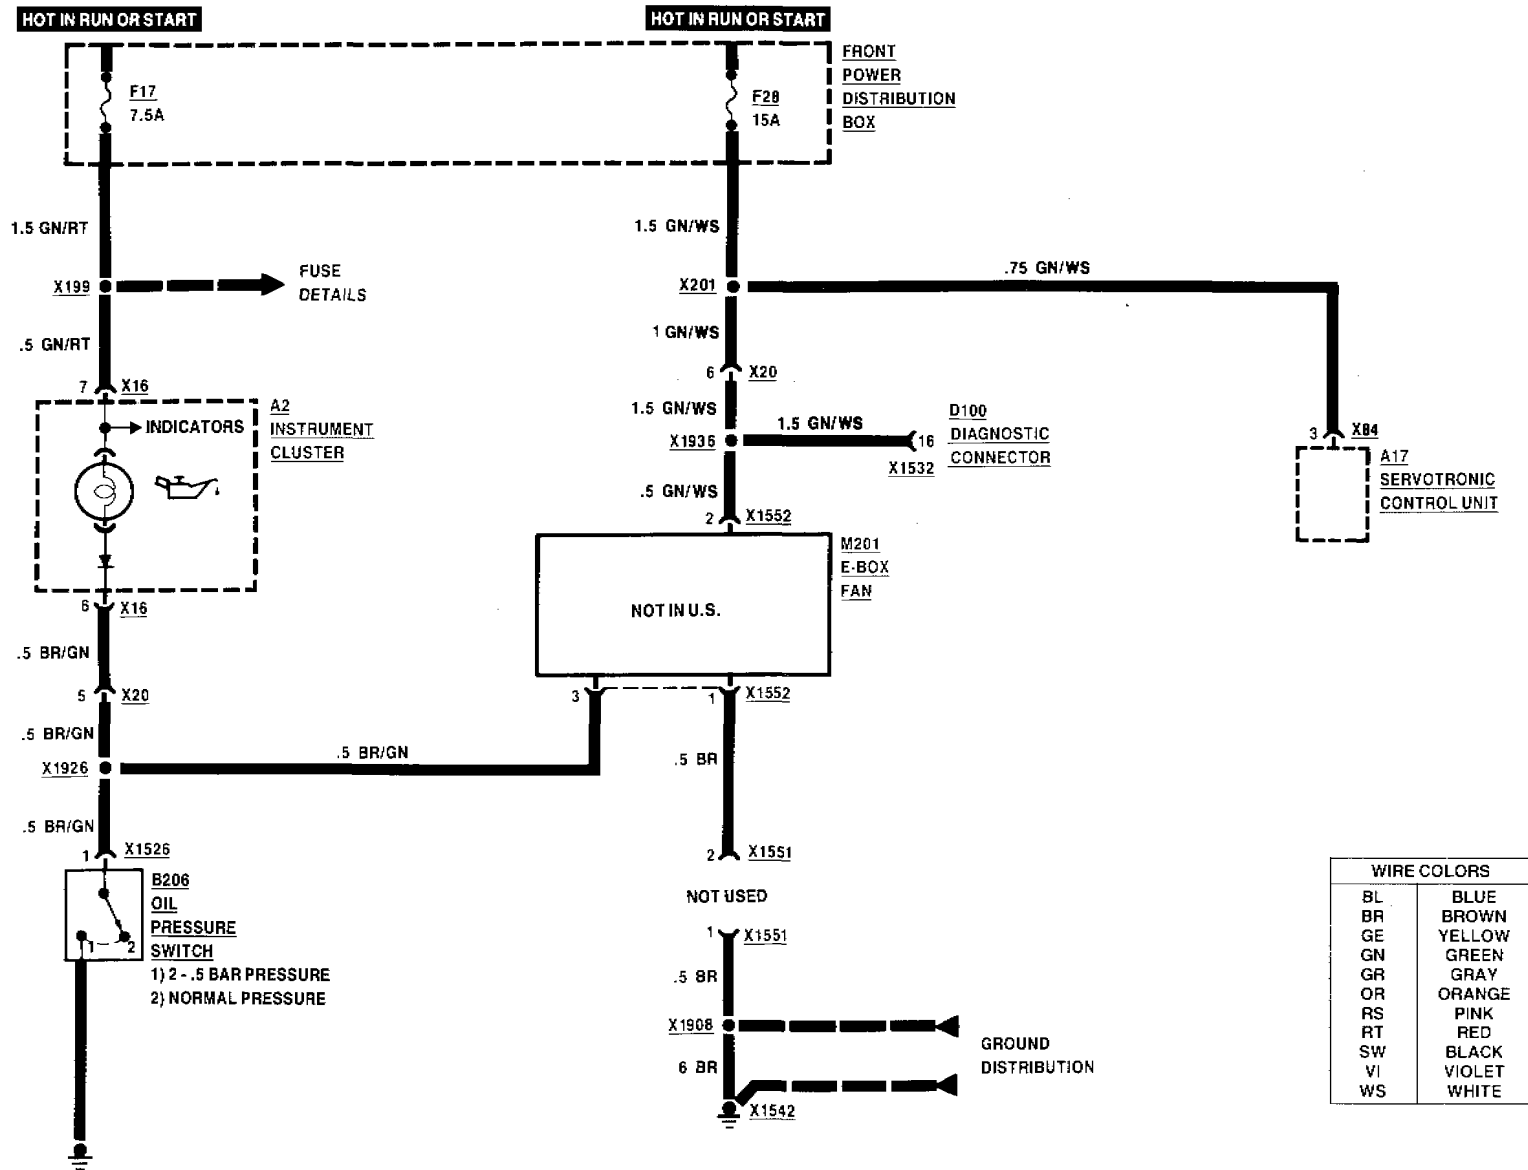 HOT IN RUN OR START
HOT IN RUN OR START
FRONT
POWER
DISTRIBUTION
BOX
F17
7.5A
F28
15A
1.5 GN/RT
1.5 GN/WS
X199
FUSE
DETAILS
X201
.75 GN/WS
.5 GN/RT
1 GN/WS
7
X16
6
X20
A2
INSTRUMENT
CLUSTER
INDICATORS
1.5 GN/WS
X1936
1.5 GN/WS
16
X1532
D100
DIAGNOSTIC
CONNECTOR
3
X84
A17
SERVOTRONIC
CONTROL UNIT
.5 GN/WS
2
X1552
M201
E-BOX
FAN
NOT IN U.S.
6
X16
.5 BR/GN
5
X20
3
1
X1552
.5 BR/GN
.5 BR/GN
X1926
.5 BR
.5 BR/GN
1
X1526
2
X1551
B206
OIL
PRESSURE
SWITCH
1) 2 - .5 BAR PRESSURE
2) NORMAL PRESSURE
1
2
NOT USED
1
X1551
.5 BR
X1908
GROUND
DISTRIBUTION
6 BR
X1542
WIRE COLORS
BL BLUE
BR BROWN
GE YELLOW
GN GREEN
GR GRAY
OR ORANGE
RS PINK
RT RED
SW BLACK
VI VIOLET
WS WHITE